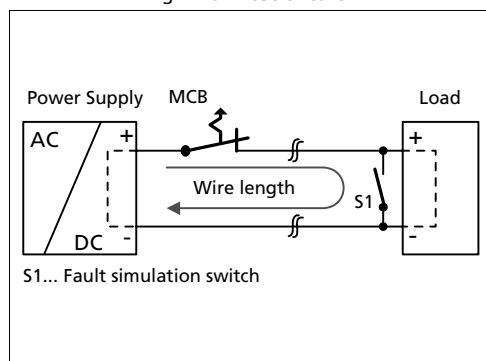 Power Supply
MCB
Load
AC
+
+
Wire length
S1
DC
-
-
S1... Fault simulation switch